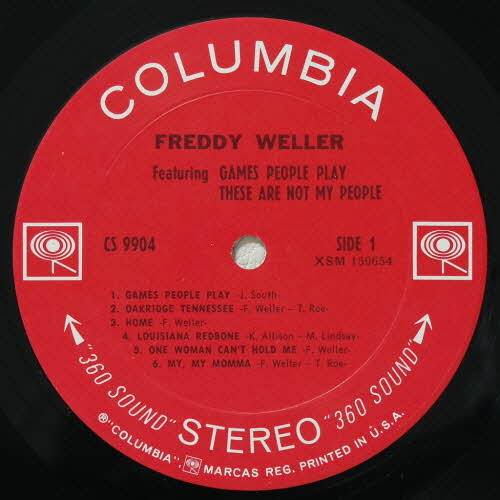 COLUMBIA
FREDDY WELLER
Featuring GAMES PEOPLE PLAY
THESE ARE NOT MY PEOPLE
CS 9904
SIDE 1
XSM 150654
1. GAMES PEOPLE PLAY -J. South-
2. OAKRIDGE TENNESSEE -F. Weller - T. Roe-
3. HOME -F. Weller-
4. LOUISIANA REDBONE -K. Allison - M. Lindsay-
5. ONE WOMAN CAN'T HOLD ME -F. Weller-
6. MY, MY MOMMA -F. Weller - T. Roe-
"360 SOUND" STEREO "360 SOUND"
®"COLUMBIA", MARCAS REG. PRINTED IN U.S.A.